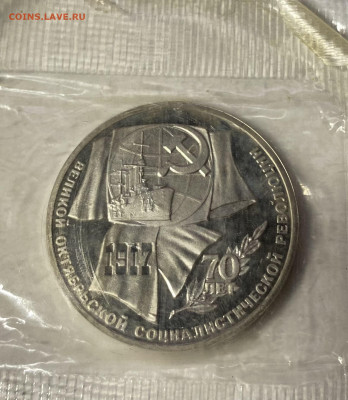 COINS.LAVE.RU
1917
70
ЛЕТ
ВЕЛИКОЙ ОКТЯБРЬСКОЙ СОЦИАЛИСТИЧЕСКОЙ РЕВОЛЮЦИИ